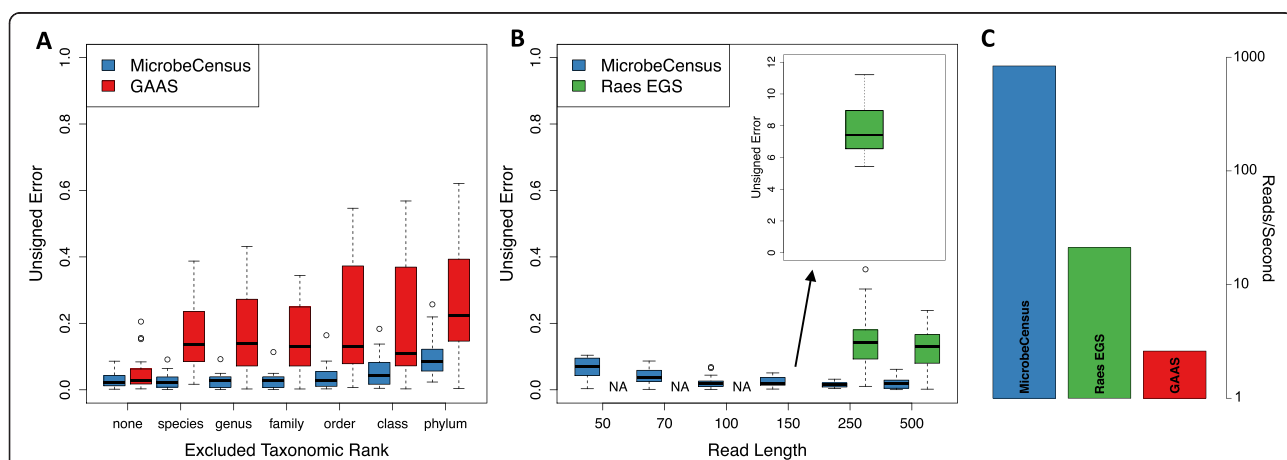 A
MicrobeCensus
GAAS
Unsigned Error
0.0
0.2
0.4
0.6
0.8
1.0
none species genus family order class phylum
Excluded Taxonomic Rank
B
MicrobeCensus
Raes EGS
Unsigned Error
0.0
0.2
0.4
0.6
0.8
1.0
NA NA NA
50 70 100 150 250 500
Read Length
Unsigned Error
0
2
4
6
8
10
12
C
MicrobeCensus
Raes EGS
GAAS
1000
100
10
1
Reads/Second